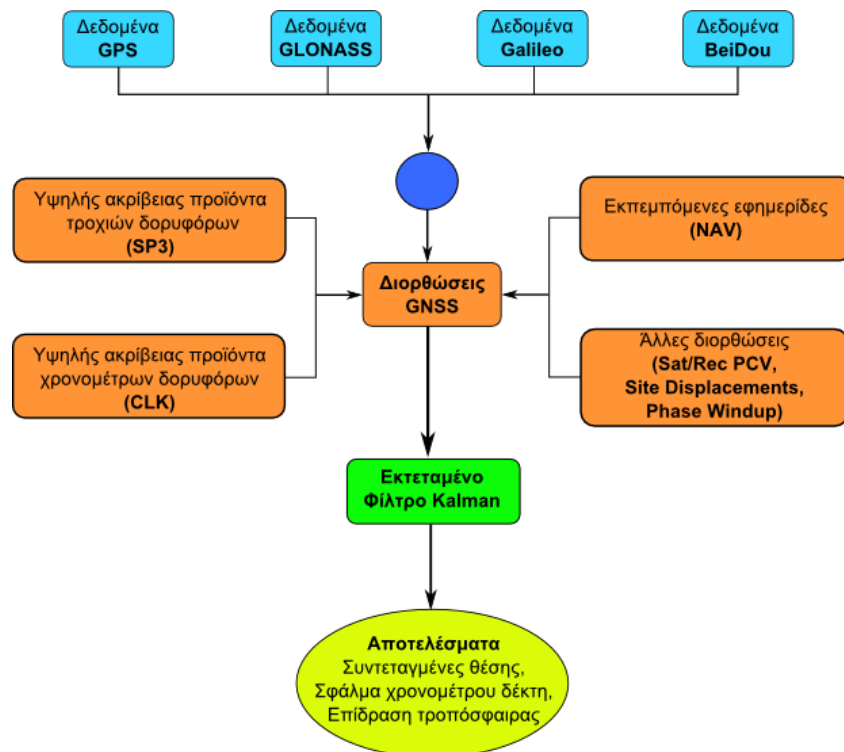 Δεδομένα
GPS
Δεδομένα
GLONASS
Δεδομένα
Galileo
Δεδομένα
BeiDou
Υψηλής ακρίβειας προϊόντα
τροχιών δορυφόρων
(SP3)
Εκπεμπόμενες εφημερίδες
(NAV)
Διορθώσεις
GNSS
Υψηλής ακρίβειας προϊόντα
χρονομέτρων δορυφόρων
(CLK)
Άλλες διορθώσεις
(Sat/Rec PCV,
Site Displacements,
Phase Windup)
Εκτεταμένο
Φίλτρο Kalman
Αποτελέσματα
Συντεταγμένες θέσης,
Σφάλμα χρονομέτρου δέκτη,
Επίδραση τροπόσφαιρας